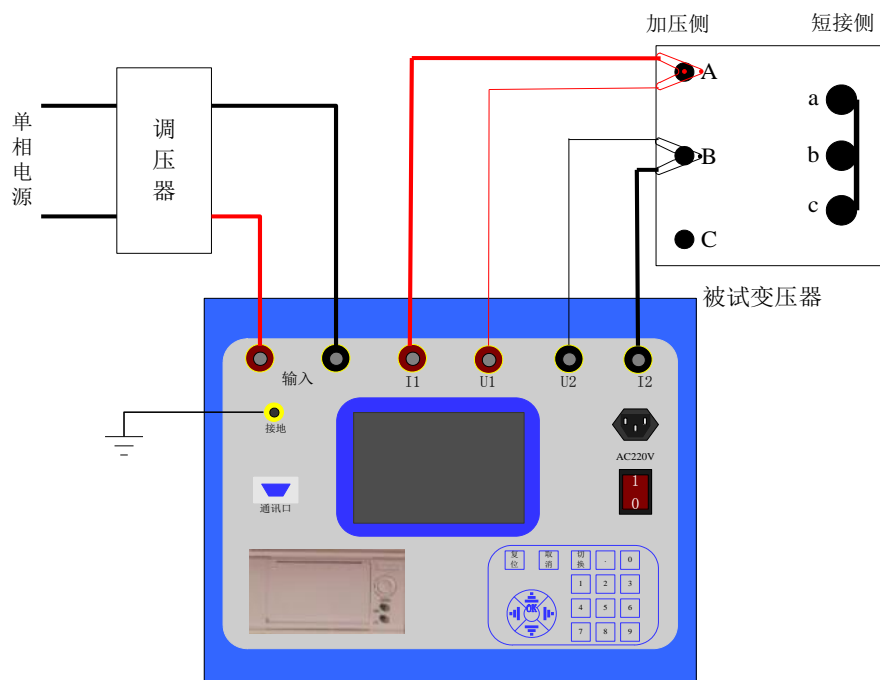 加压侧
短接侧
A
a
单相电源
调压器
B
b
c
C
被试变压器
输入
I1
U1
U2
I2
接地
AC220V
1
0
通讯口
复位
取消
切换
.
0
1
2
3
4
5
6
7
8
9
OK